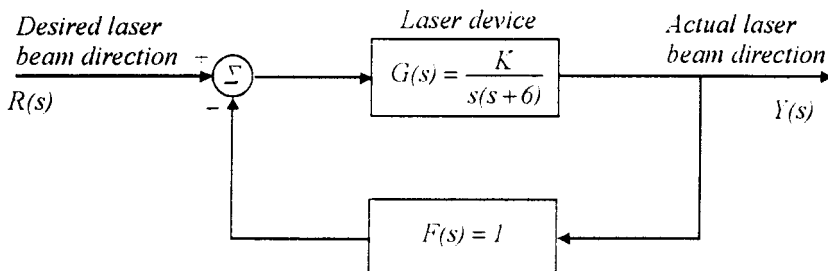 Desired laser
beam direction
+
Σ
−
R(s)
Laser device
G(s) = K / s(s+6)
Actual laser
beam direction
Y(s)
F(s) = 1